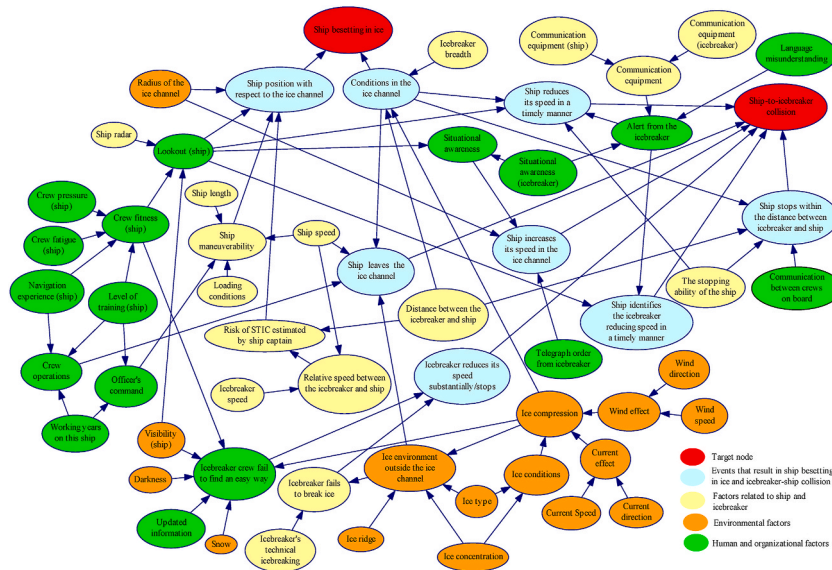 Ship besetting in ice
Icebreaker
breadth
Communication
equipment (ship)
Communication
equipment
(icebreaker)
Language
misunderstanding
Radius of the
ice channel
Ship position with
respect to the ice channel
Conditions in the
ice channel
Communication
equipment
Ship reduces
its speed in a
timely manner
Ship-to-icebreaker
collision
Ship radar
Lookout (ship)
Situational
awareness
Alert from the
icebreaker
Situational
awareness
(icebreaker)
Crew pressure
(ship)
Ship length
Crew fitness
(ship)
Crew fatigue
(ship)
Ship
maneuverability
Ship speed
Ship increases
its speed in the
ice channel
Ship stops within
the distance between
icebreaker and ship
Navigation
experience (ship)
Level of
training (ship)
Loading
conditions
Ship leaves the
ice channel
The stopping
ability of the ship
Communication
between crews
on board
Distance between the
icebreaker and ship
Ship identifies
the icebreaker
reducing speed in
a timely manner
Risk of STIC estimated
by ship captain
Telegraph order
from icebreaker
Crew
operations
Officer's
command
Icebreaker reduces its
speed
substantially/stops
Wind
direction
Icebreaker
speed
Relative speed between
the icebreaker and ship
Ice compression
Wind effect
Wind
speed
Working years
on this ship
Visibility
(ship)
Icebreaker crew fail
to find an easy way
Ice environment
outside the ice
channel
Ice conditions
Current
effect
Darkness
Icebreaker fails
to break ice
Ice type
Current Speed
Current
direction
Updated
information
Snow
Icebreaker's
technical
icebreaking
Ice ridge
Ice concentration
Target node
Events that result in ship besetting
in ice and icebreaker-ship collision
Factors related to ship and
icebreaker
Environmental factors
Human and organizational factors